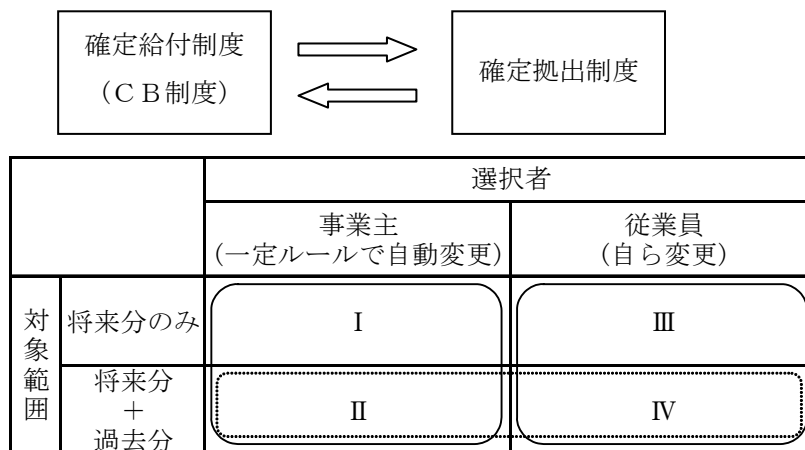 確定給付制度
(CB制度)
確定拠出制度
選択者
事業主
(一定ルールで自動変更)
従業員
(自ら変更)
対象範囲
将来分のみ
Ⅰ
Ⅲ
将来分
+
過去分
Ⅱ
Ⅳ